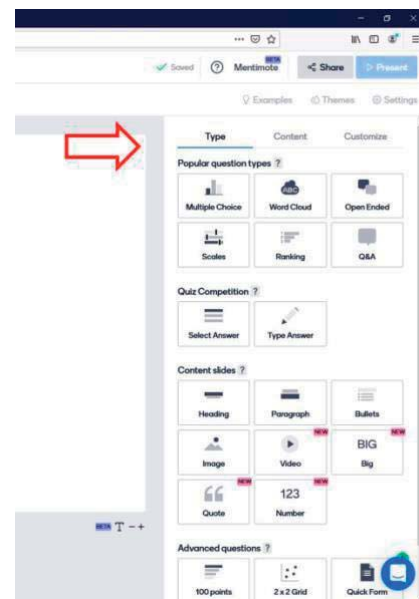 Saved ? Mentimote BETA Share Present
Examples Themes Settings
Type Content Customize
Popular question types ?
Multiple Choice Word Cloud Open Ended
ABC
Scales Ranking Q&A
Quiz Competition ?
Select Answer Type Answer
Content slides ?
Heading Paragraph Bullets
NEW NEW
BIG
Image Video Big
NEW NEW
123
Quote Number
BETA T - +
Advanced questions ?
100 points 2 x 2 Grid Quick Form